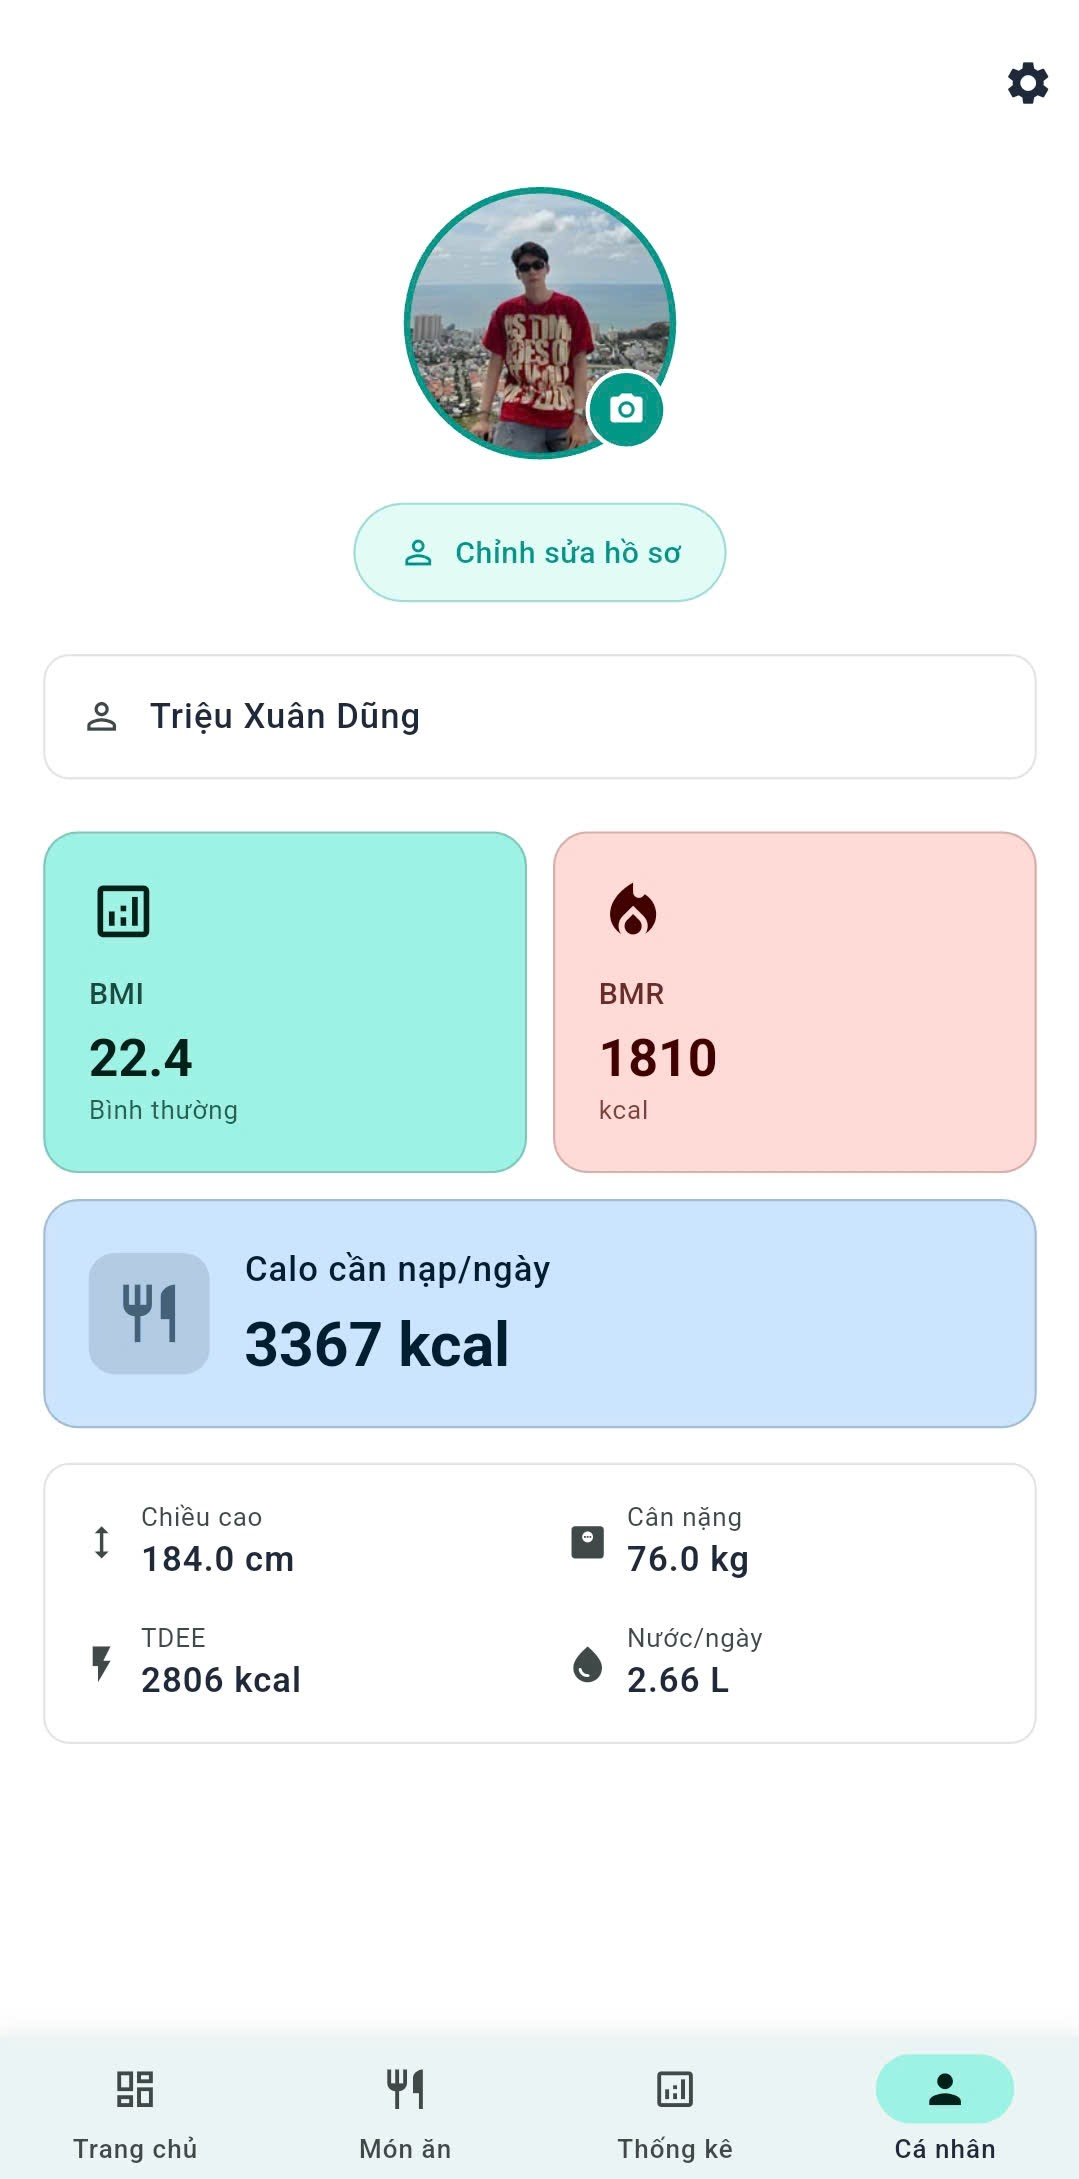 Chỉnh sửa hồ sơ
Triệu Xuân Dũng
BMI
22.4
Bình thường
BMR
1810
kcal
Calo cần nạp/ngày
3367 kcal
Chiều cao
184.0 cm
Cân nặng
76.0 kg
TDEE
2806 kcal
Nước/ngày
2.66 L
Trang chủ
Món ăn
Thống kê
Cá nhân